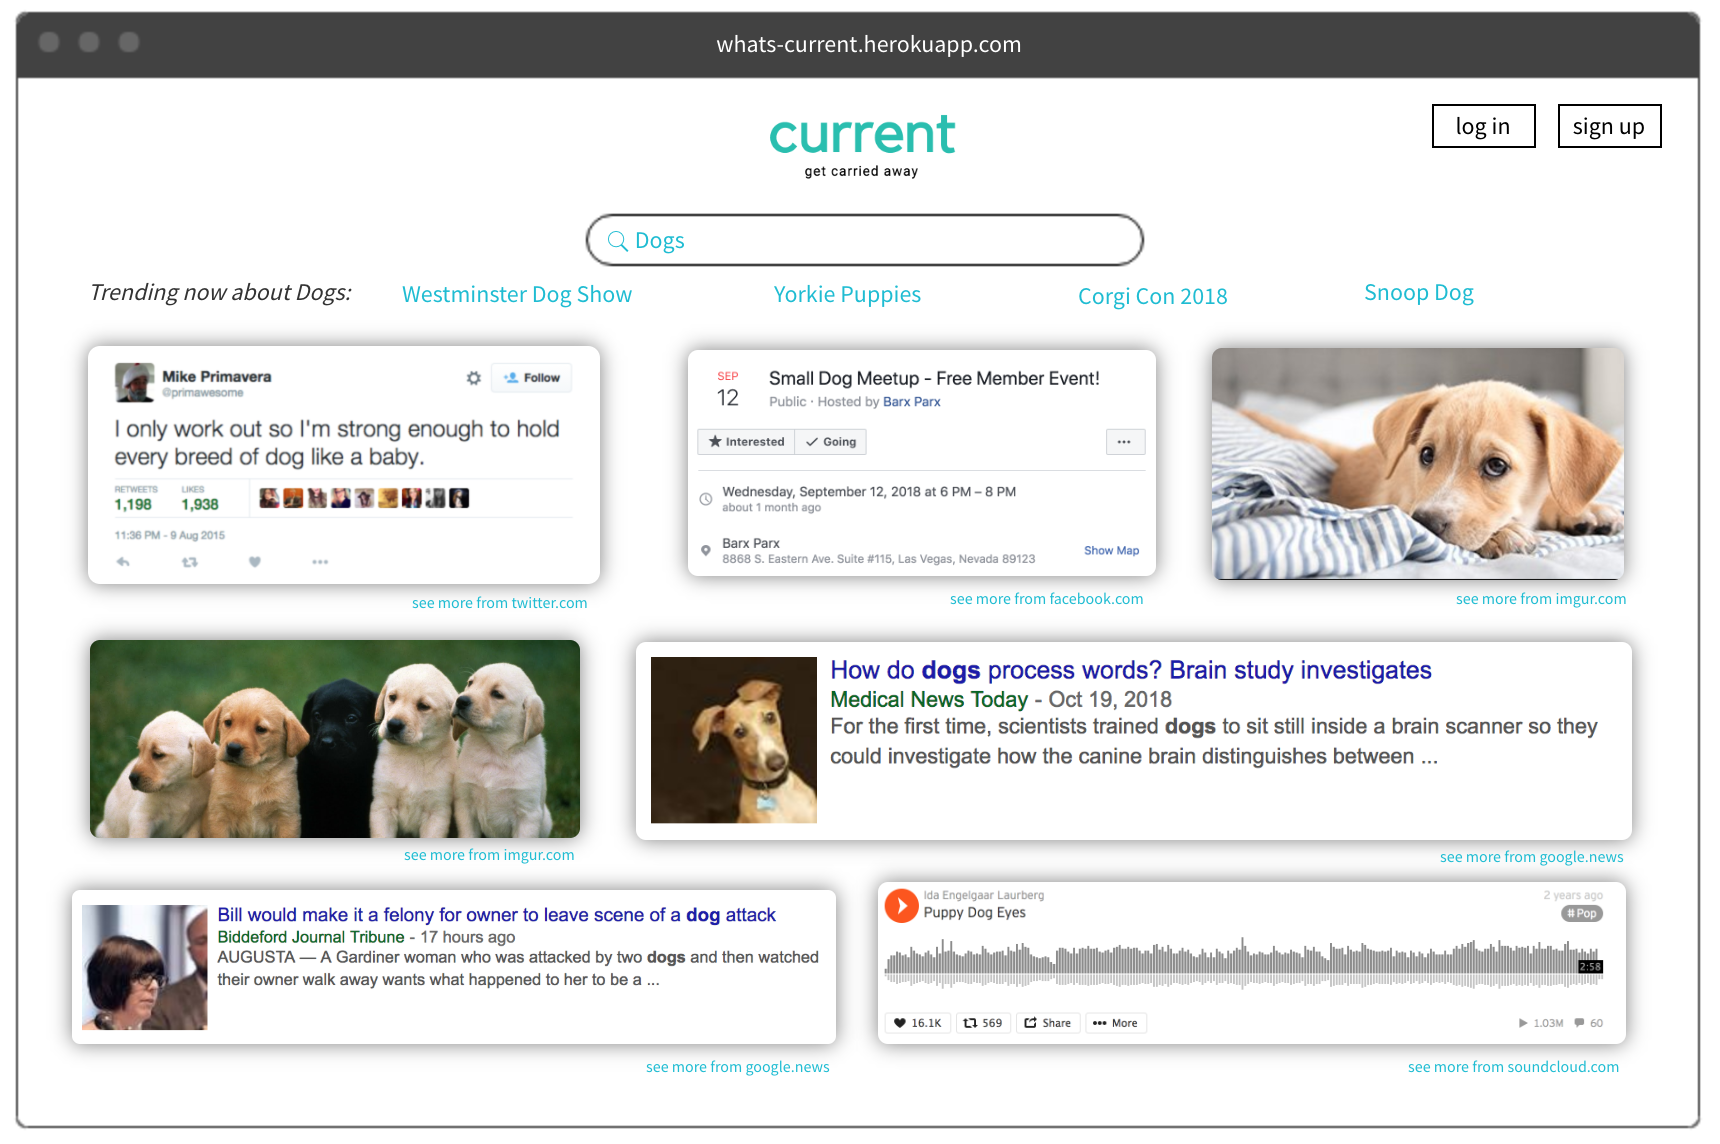 whats-current.herokuapp.com
current
get carried away
log in
sign up
Dogs
Trending now about Dogs:
Westminster Dog Show
Yorkie Puppies
Corgi Con 2018
Snoop Dog
Mike Primavera
@primawesome
Follow
I only work out so I'm strong enough to hold
every breed of dog like a baby.
RETWEETS LIKES
1,198 1,938
11:36 PM - 9 Aug 2015
see more from twitter.com
SEP
12
Small Dog Meetup - Free Member Event!
Public · Hosted by Barx Parx
Interested
Going
Wednesday, September 12, 2018 at 6 PM – 8 PM
about 1 month ago
Barx Parx
8868 S. Eastern Ave. Suite #115, Las Vegas, Nevada 89123
Show Map
see more from facebook.com
see more from imgur.com
see more from imgur.com
How do dogs process words? Brain study investigates
Medical News Today - Oct 19, 2018
For the first time, scientists trained dogs to sit still inside a brain scanner so they
could investigate how the canine brain distinguishes between ...
see more from google.news
Bill would make it a felony for owner to leave scene of a dog attack
Biddeford Journal Tribune - 17 hours ago
AUGUSTA — A Gardiner woman who was attacked by two dogs and then watched
their owner walk away wants what happened to her to be a ...
see more from google.news
Ida Engelgaar Laurberg
Puppy Dog Eyes
2 years ago
# Pop
2:58
16.1K
569
Share
More
1.03M
60
see more from soundcloud.com